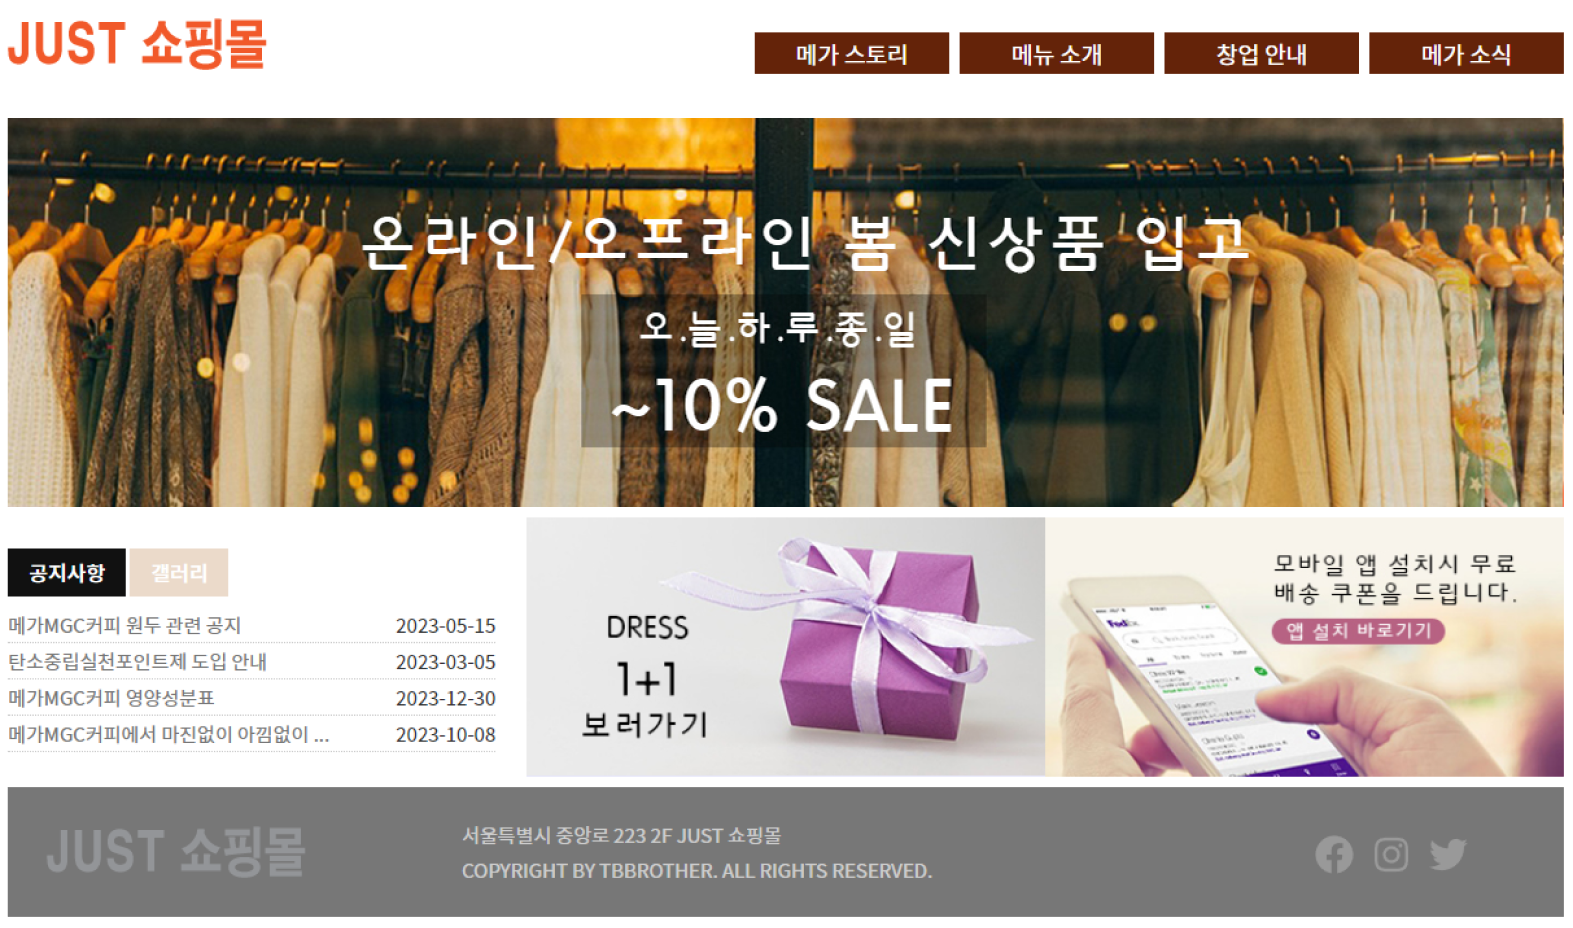 JUST 쇼핑몰
메가 스토리
메뉴 소개
창업 안내
메가 소식
온라인/오프라인 봄 신상품 입고
오.늘.하.루.종.일
~10% SALE
공지사항
갤러리
메가MGC커피 원두 관련 공지 2023-05-15
탄소중립실천포인트제 도입 안내 2023-03-05
메가MGC커피 영양성분표 2023-12-30
메가MGC커피에서 마진없이 아낌없이 ... 2023-10-08
DRESS
1+1
보러가기
모바일 앱 설치시 무료
배송 쿠폰을 드립니다.
앱 설치 바로기기
JUST 쇼핑몰
서울특별시 중앙로 223 2F JUST 쇼핑몰
COPYRIGHT BY TBBROTHER. ALL RIGHTS RESERVED.